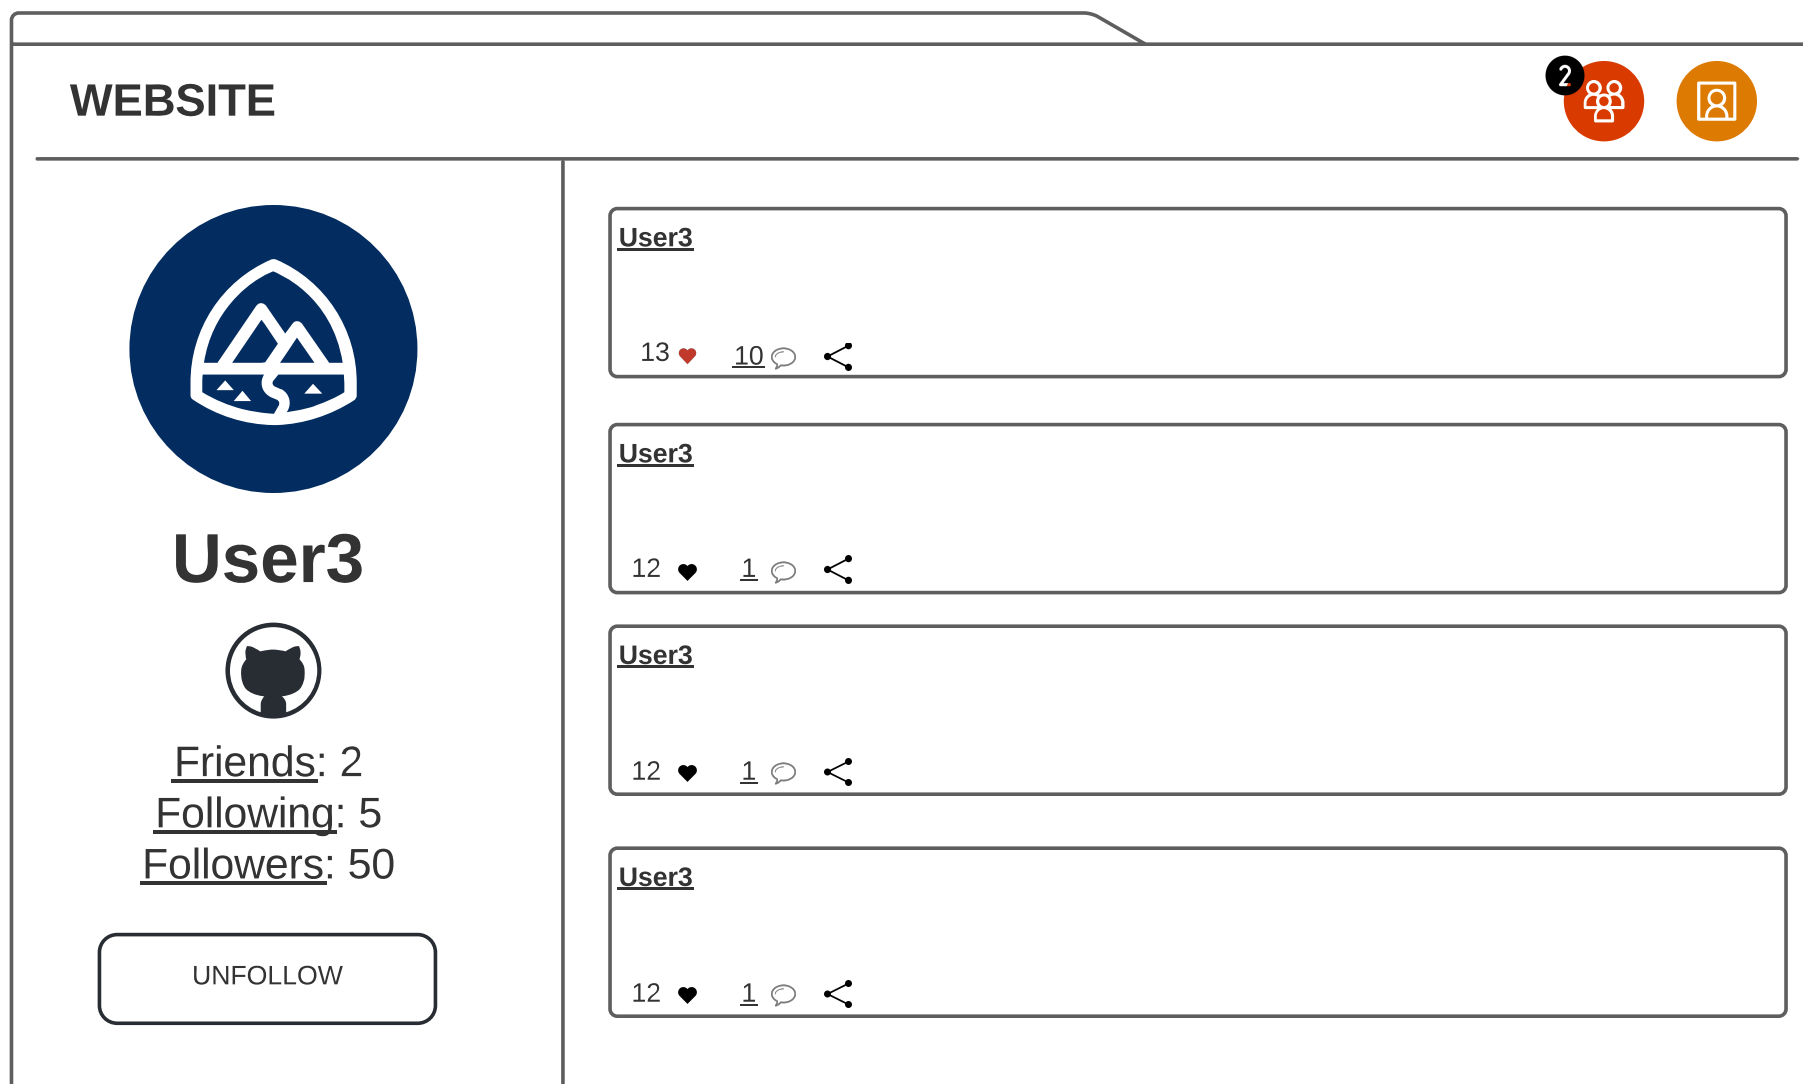 WEBSITE
2
User3
Friends: 2
Following: 5
Followers: 50
UNFOLLOW
User3
13 10
User3
12 1
User3
12 1
User3
12 1